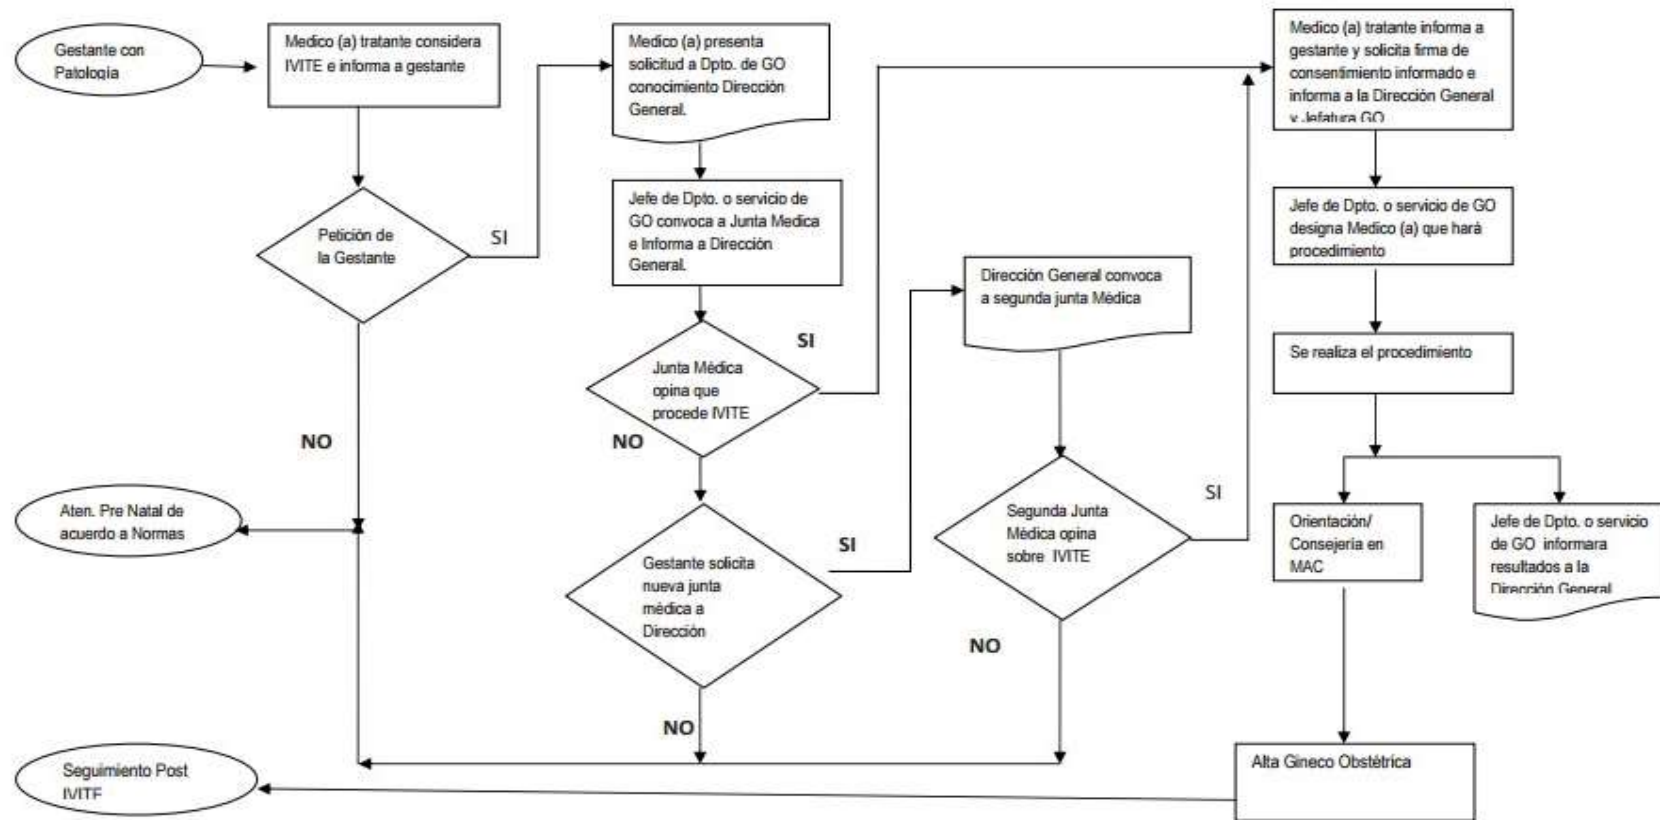 Gestante con
Patología
Medico (a) tratante considera
IVITE e informa a gestante
Medico (a) presenta
solicitud a Dpto. de GO
conocimiento Dirección
General.
Medico (a) tratante informa a
gestante y solicita firma de
consentimiento informado e
informa a la Dirección General
y Jefatura GO
Petición de
la Gestante
SI
Jefe de Dpto. o servicio de
GO convoca a Junta Medica
e Informa a Dirección
General.
Jefe de Dpto. o servicio de GO
designa Medico (a) que hará
procedimiento
Dirección General convoca
a segunda junta Médica
Junta Médica
opina que
procede IVITE
SI
Se realiza el procedimiento
NO
NO
Aten. Pre Natal de
acuerdo a Normas
Gestante solicita
nueva junta
médica a
Dirección
SI
Segunda Junta
Médica opina
sobre IVITE
SI
Orientación/
Consejería en
MAC
Jefe de Dpto. o servicio
de GO informara
resultados a la
Dirección General
NO
NO
Seguimiento Post
IVITE
Alta Gineco Obstétrica